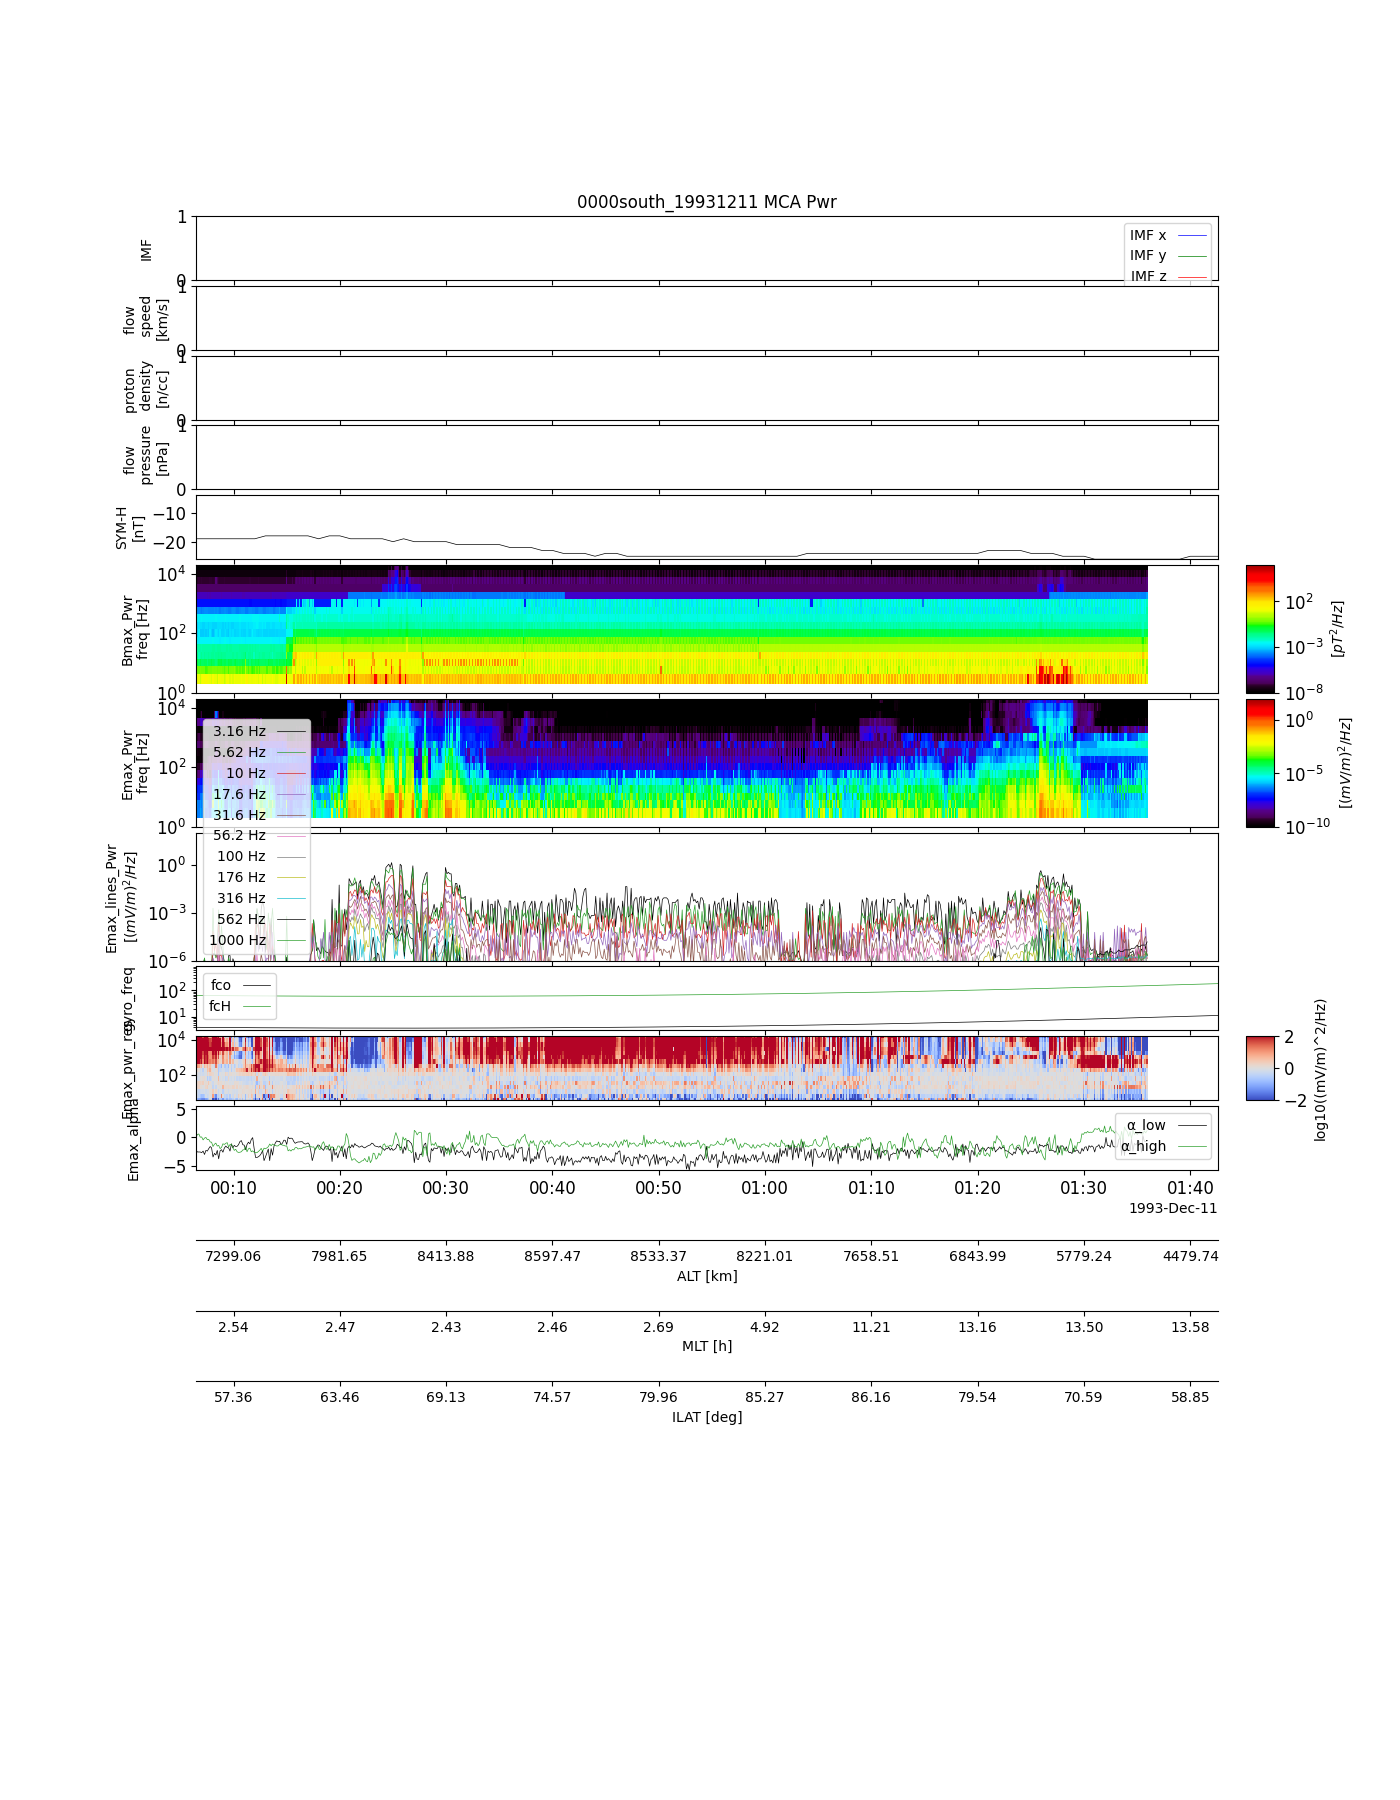 0000south_19931211 MCA Pwr
1
0
IMF
IMF x
IMF y
IMF z
1
0
flow
speed
[km/s]
1
0
proton
density
[n/cc]
1
0
flow
pressure
[nPa]
−10
−20
SYM-H
[nT]
10^4
10^2
10^0
Bmax_Pwr
freq [Hz]
10^2
10^−3
10^−8
[pT^2/Hz]
10^4
10^2
10^0
Emax_Pwr
freq [Hz]
10^0
10^−5
10^−10
[(mV/m)^2/Hz]
3.16 Hz
5.62 Hz
10 Hz
17.6 Hz
31.6 Hz
56.2 Hz
100 Hz
176 Hz
316 Hz
562 Hz
1000 Hz
10^0
10^−3
10^−6
Emax_lines_Pwr
[(mV/m)^2/Hz]
10^2
10^1
gyro_freq
fco
fcH
10^4
10^2
Emax_pwr_reg
2
0
−2
log10((mV/m)^2/Hz)
5
0
−5
Emax_alpha
α_low
α_high
00:10 00:20 00:30 00:40 00:50 01:00 01:10 01:20 01:30 01:40
1993-Dec-11
7299.06 7981.65 8413.88 8597.47 8533.37 8221.01 7658.51 6843.99 5779.24 4479.74
ALT [km]
2.54 2.47 2.43 2.46 2.69 4.92 11.21 13.16 13.50 13.58
MLT [h]
57.36 63.46 69.13 74.57 79.96 85.27 86.16 79.54 70.59 58.85
ILAT [deg]